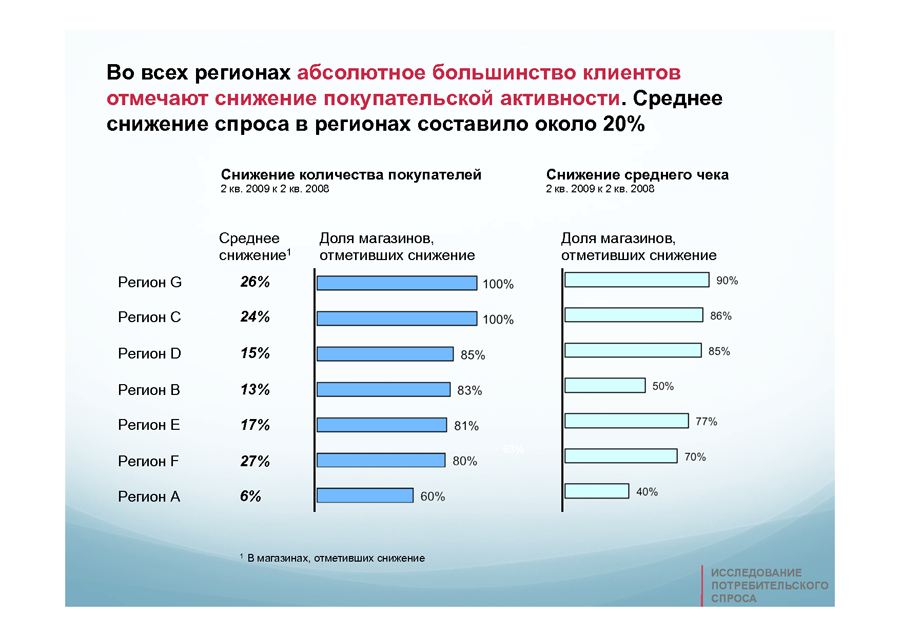 Во всех регионах абсолютное большинство клиентов
отмечают снижение покупательской активности. Среднее
снижение спроса в регионах составило около 20%
Снижение количества покупателей
2 кв. 2009 к 2 кв. 2008
Снижение среднего чека
2 кв. 2009 к 2 кв. 2008
Среднее
снижение¹
Доля магазинов,
отметивших снижение
Доля магазинов,
отметивших снижение
Регион G 26% 100% 90%
Регион C 24% 100% 86%
Регион D 15% 85% 85%
Регион B 13% 83% 50%
Регион E 17% 81% 77%
Регион F 27% 80% 70%
Регион A 6% 60% 40%
¹ В магазинах, отметивших снижение
ИССЛЕДОВАНИЕ
ПОТРЕБИТЕЛЬСКОГО
СПРОСА